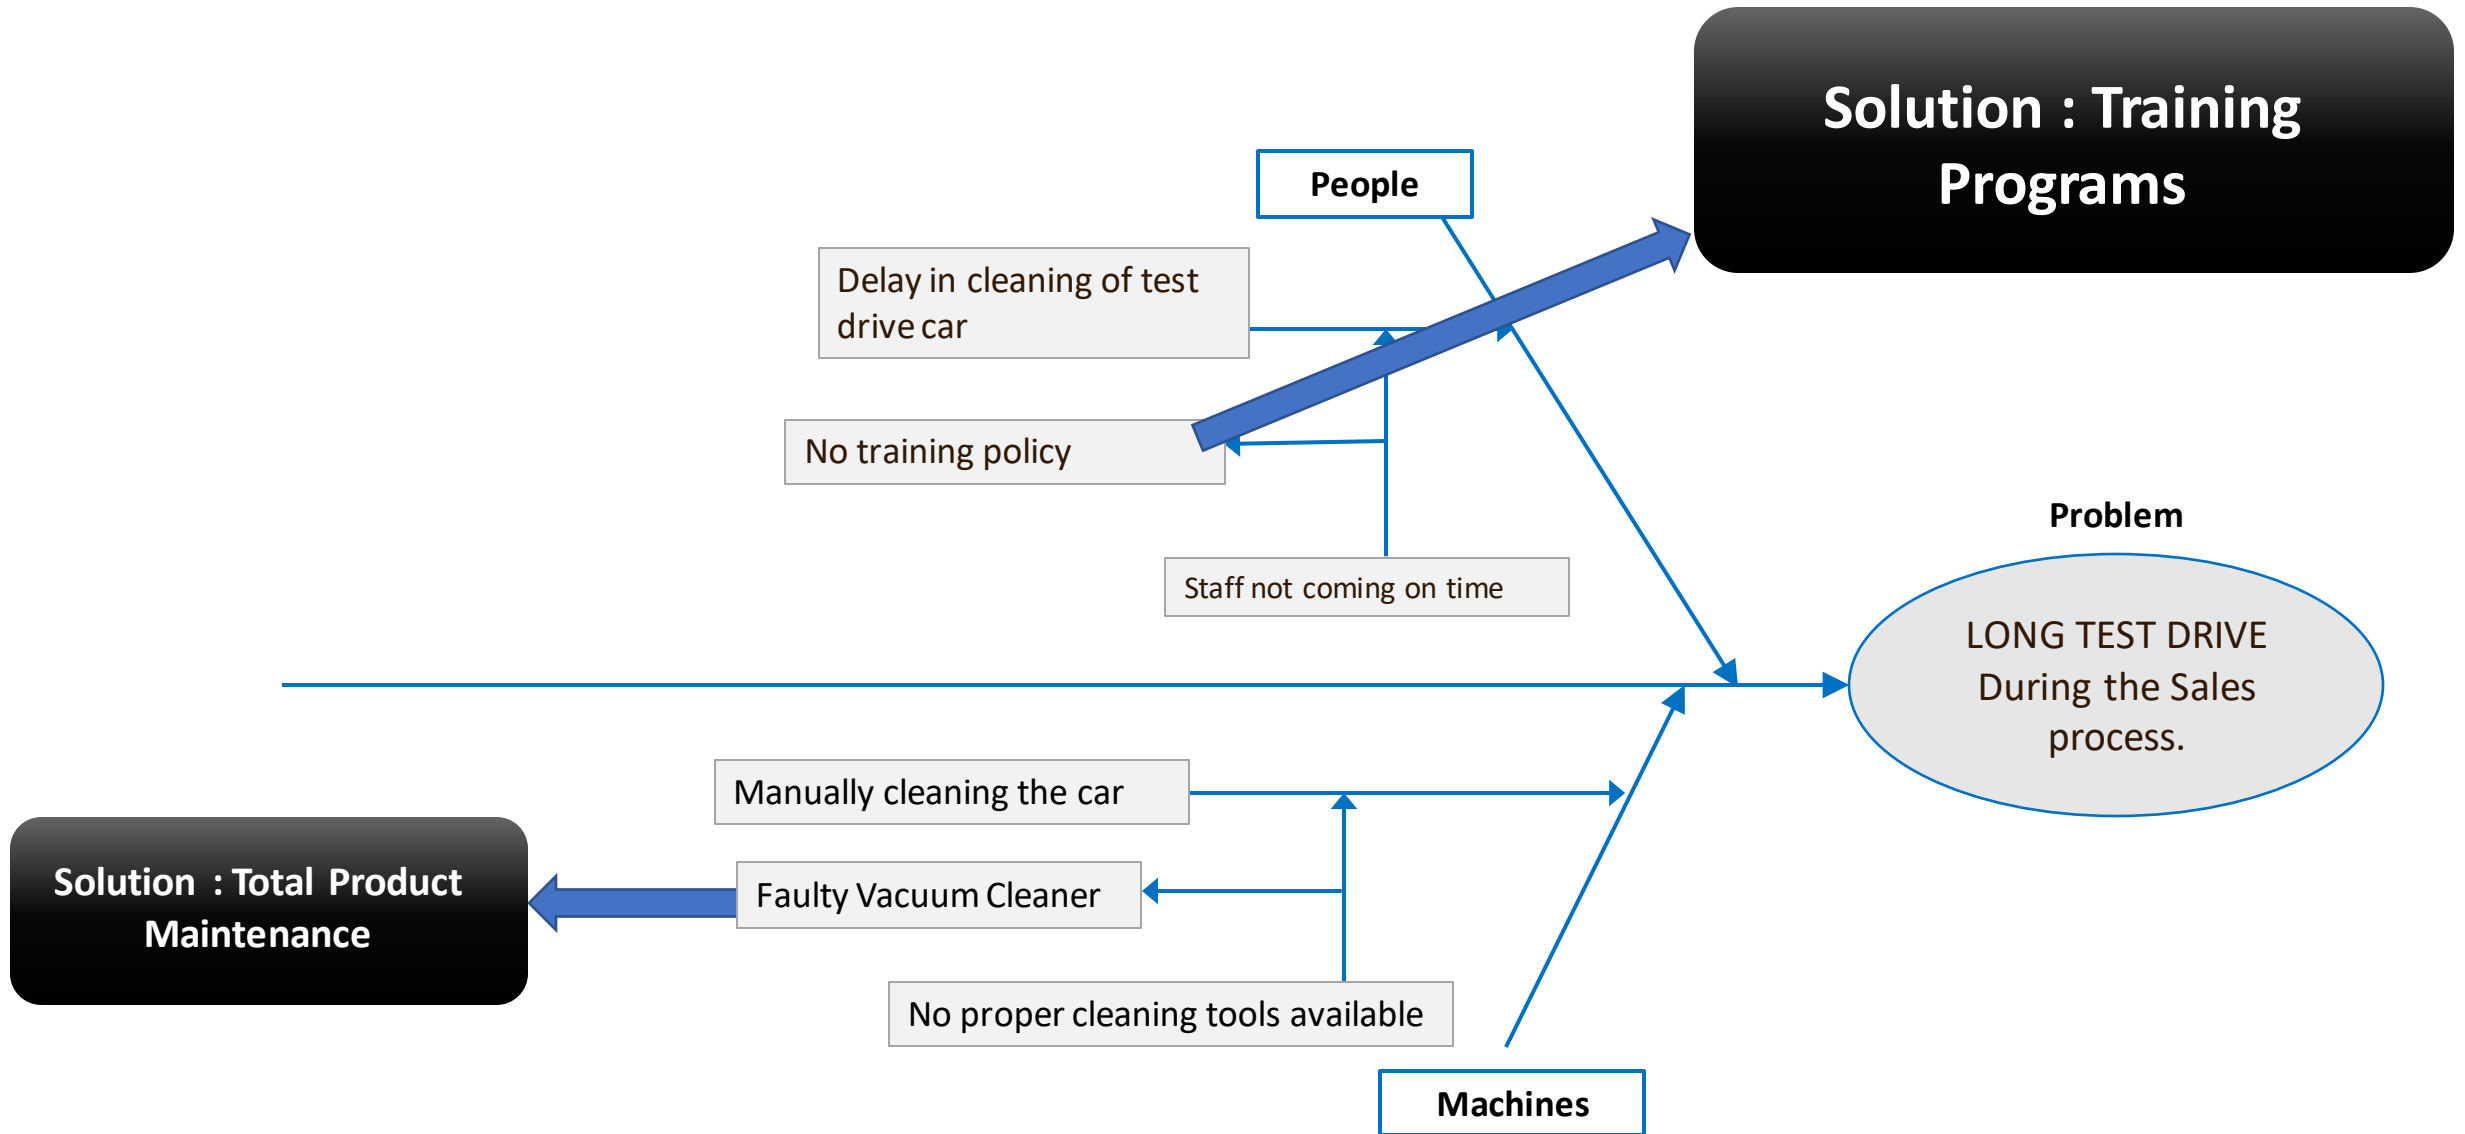 Solution : Training
Programs
People
Delay in cleaning of test
drive car
No training policy
Staff not coming on time
Problem
LONG TEST DRIVE
During the Sales
process.
Manually cleaning the car
Solution : Total Product
Maintenance
Faulty Vacuum Cleaner
No proper cleaning tools available
Machines